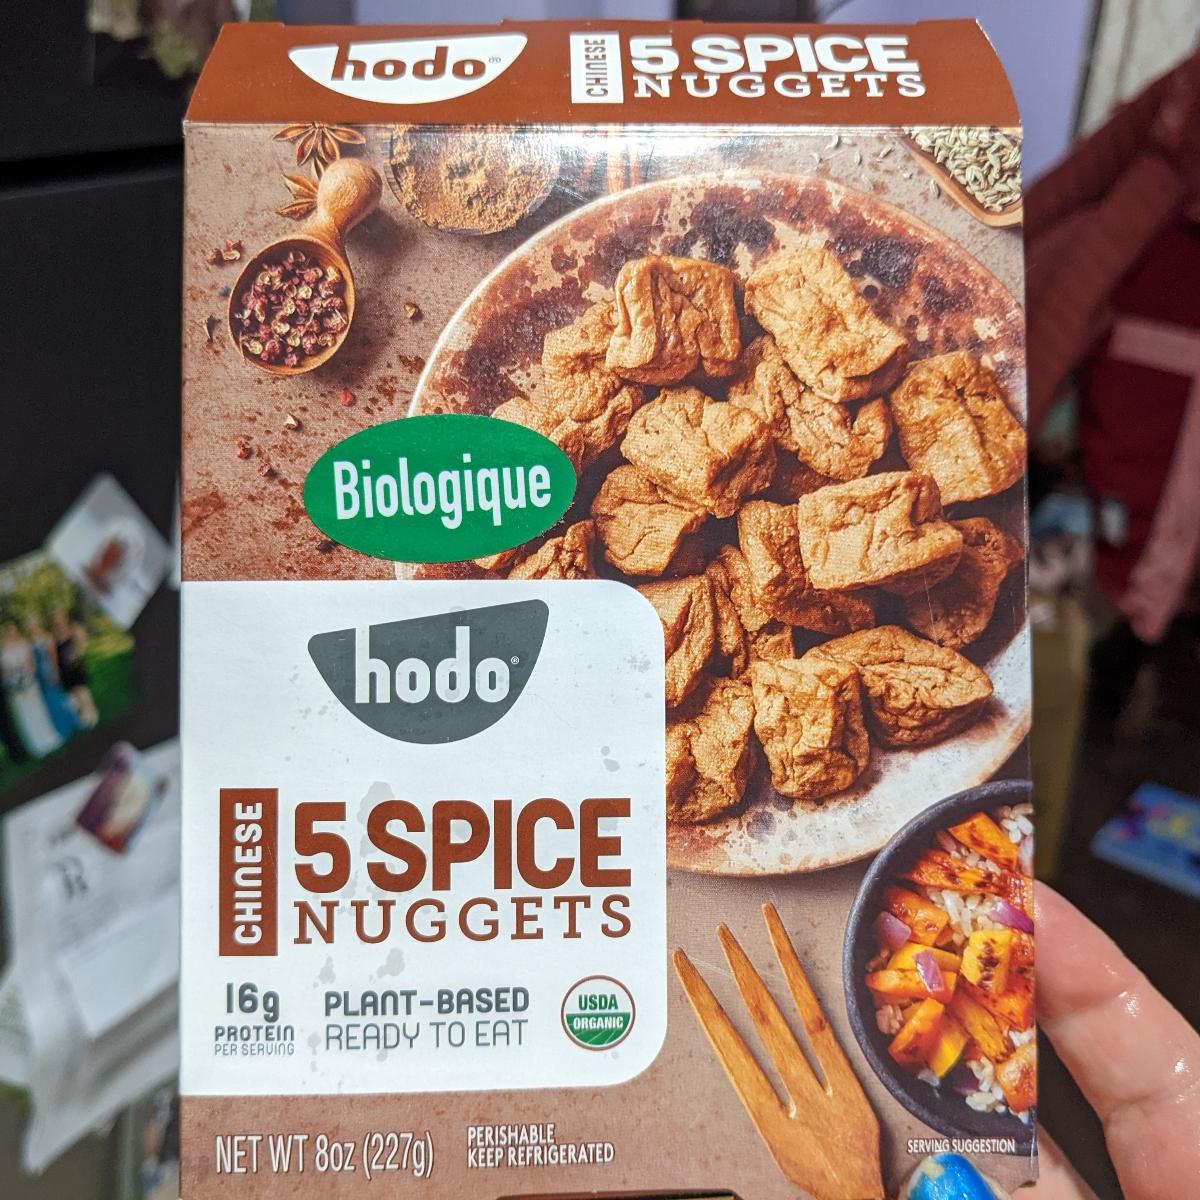 hodo®
CHINESE
5 SPICE
NUGGETS
Biologique
hodo®
CHINESE
5 SPICE
NUGGETS
16g
PROTEIN
PER SERVING
PLANT-BASED
READY TO EAT
USDA
ORGANIC
NET WT 8oz (227g)
PERISHABLE
KEEP REFRIGERATED
SERVING SUGGESTION